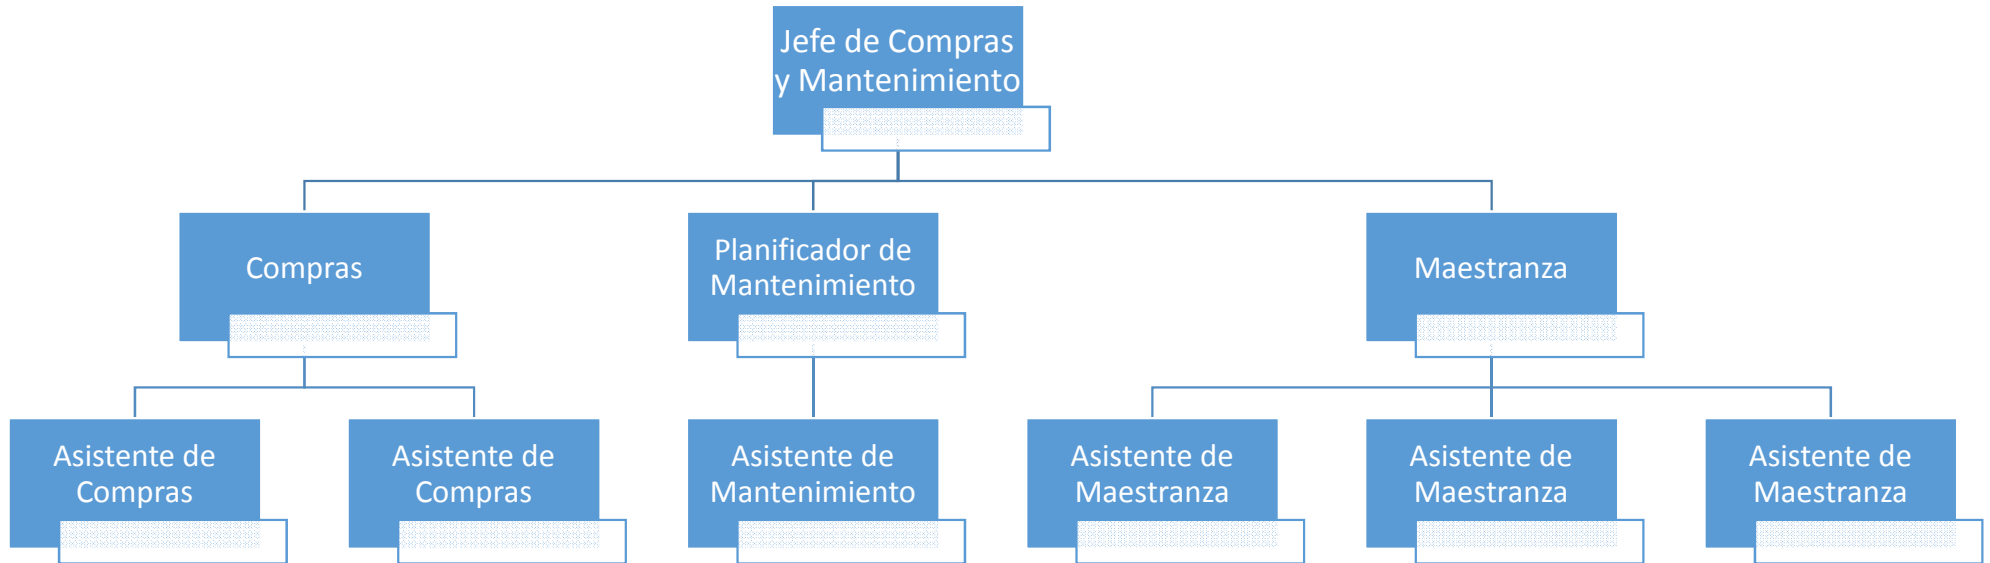 Jefe de Compras
y Mantenimiento
Compras
Planificador de
Mantenimiento
Maestranza
Asistente de
Compras
Asistente de
Compras
Asistente de
Mantenimiento
Asistente de
Maestranza
Asistente de
Maestranza
Asistente de
Maestranza